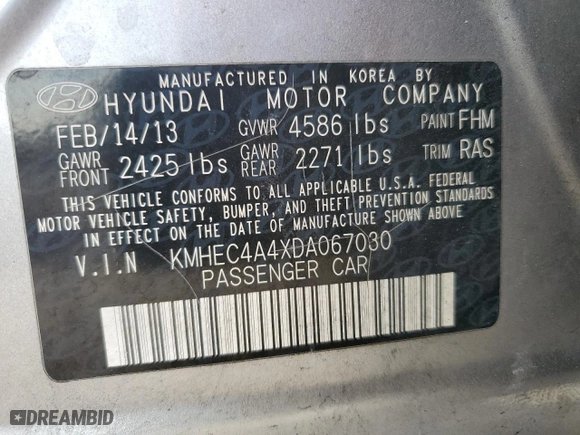 MANUFACTURED IN KOREA BY
HYUNDAI MOTOR COMPANY
FEB/14/13 GVWR 4586 lbs PAINT FHM
GAWR FRONT 2425 lbs GAWR REAR 2271 lbs TRIM RAS
THIS VEHICLE CONFORMS TO ALL APPLICABLE U.S.A. FEDERAL
MOTOR VEHICLE SAFETY, BUMPER, AND THEFT PREVENTION STANDARDS
IN EFFECT ON THE DATE OF MANUFACTURE SHOWN ABOVE.
V.I.N KMHEC4A4XDA067030
PASSENGER CAR
DREAMBID